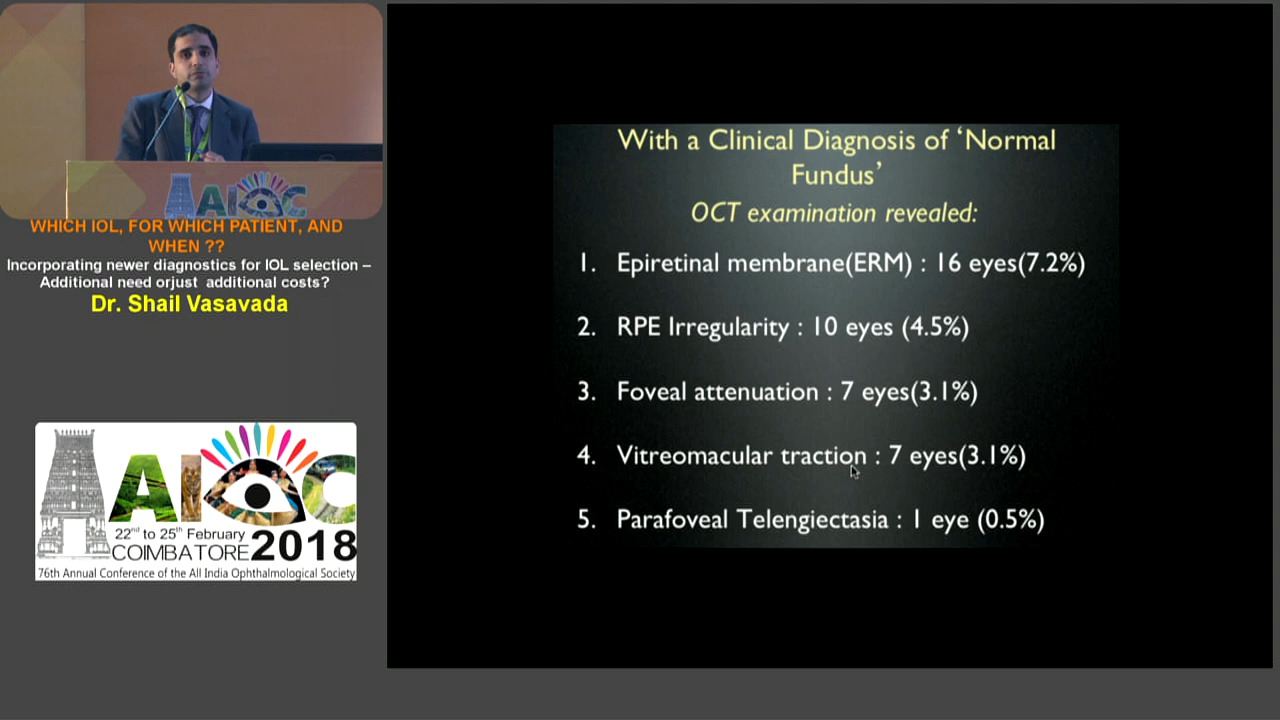 AIOC
WHICH IOL, FOR WHICH PATIENT, AND
WHEN ??
Incorporating newer diagnostics for IOL selection –
Additional need orjust additional costs?
Dr. Shail Vasavada
AIOC
22nd to 25th February
COIMBATORE 2018
76th Annual Conference of the All India Ophthalmological Society
With a Clinical Diagnosis of ‘Normal
Fundus’
OCT examination revealed:
1. Epiretinal membrane(ERM) : 16 eyes(7.2%)
2. RPE Irregularity : 10 eyes (4.5%)
3. Foveal attenuation : 7 eyes(3.1%)
4. Vitreomacular traction : 7 eyes(3.1%)
5. Parafoveal Telengiectasia : 1 eye (0.5%)